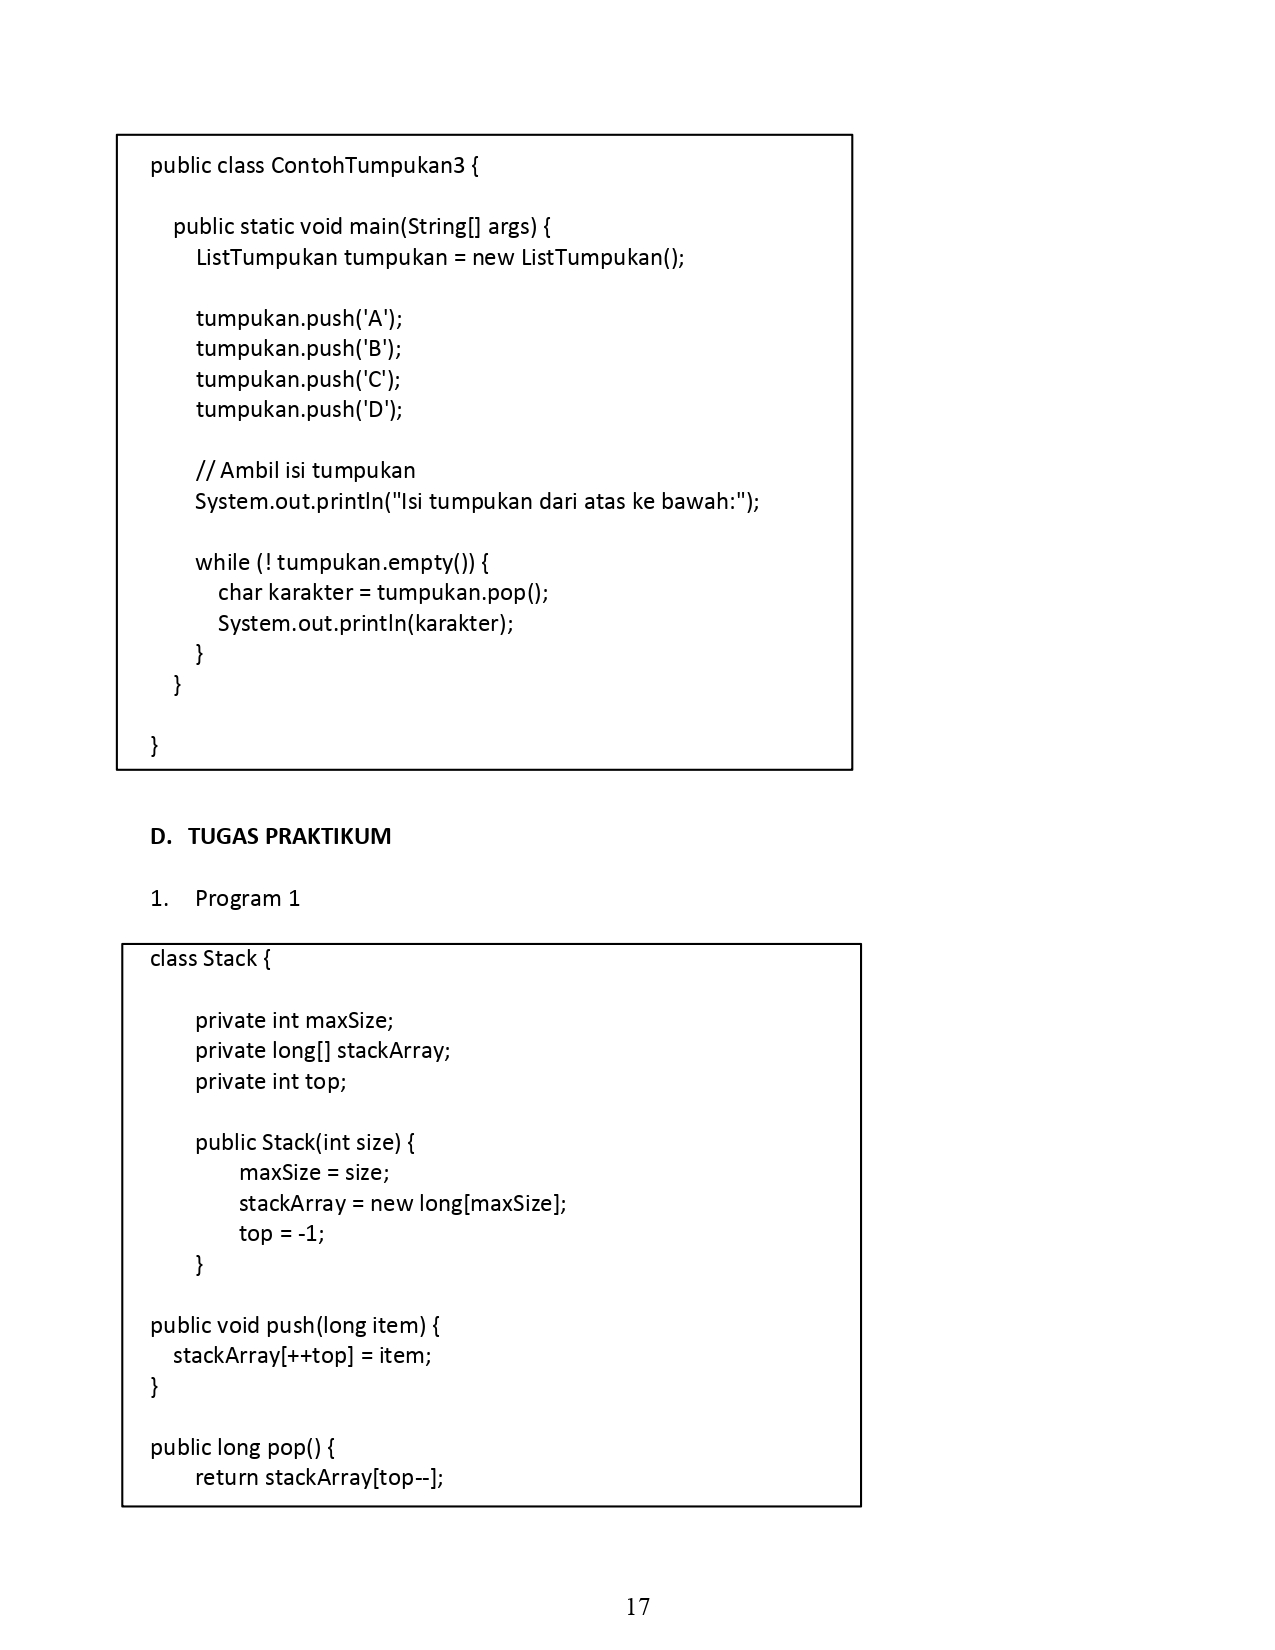 public class ContohTumpukan3 {
public static void main(String[] args) {
ListTumpukan tumpukan = new ListTumpukan();
tumpukan.push('A');
tumpukan.push('B');
tumpukan.push('C');
tumpukan.push('D');
// Ambil isi tumpukan
System.out.println("Isi tumpukan dari atas ke bawah:");
while (! tumpukan.empty()) {
char karakter = tumpukan.pop();
System.out.println(karakter);
}
}
}
D. TUGAS PRAKTIKUM
1. Program 1
class Stack {
private int maxSize;
private long[] stackArray;
private int top;
public Stack(int size) {
maxSize = size;
stackArray = new long[maxSize];
top = -1;
}
public void push(long item) {
stackArray[++top] = item;
}
public long pop() {
return stackArray[top--];
17